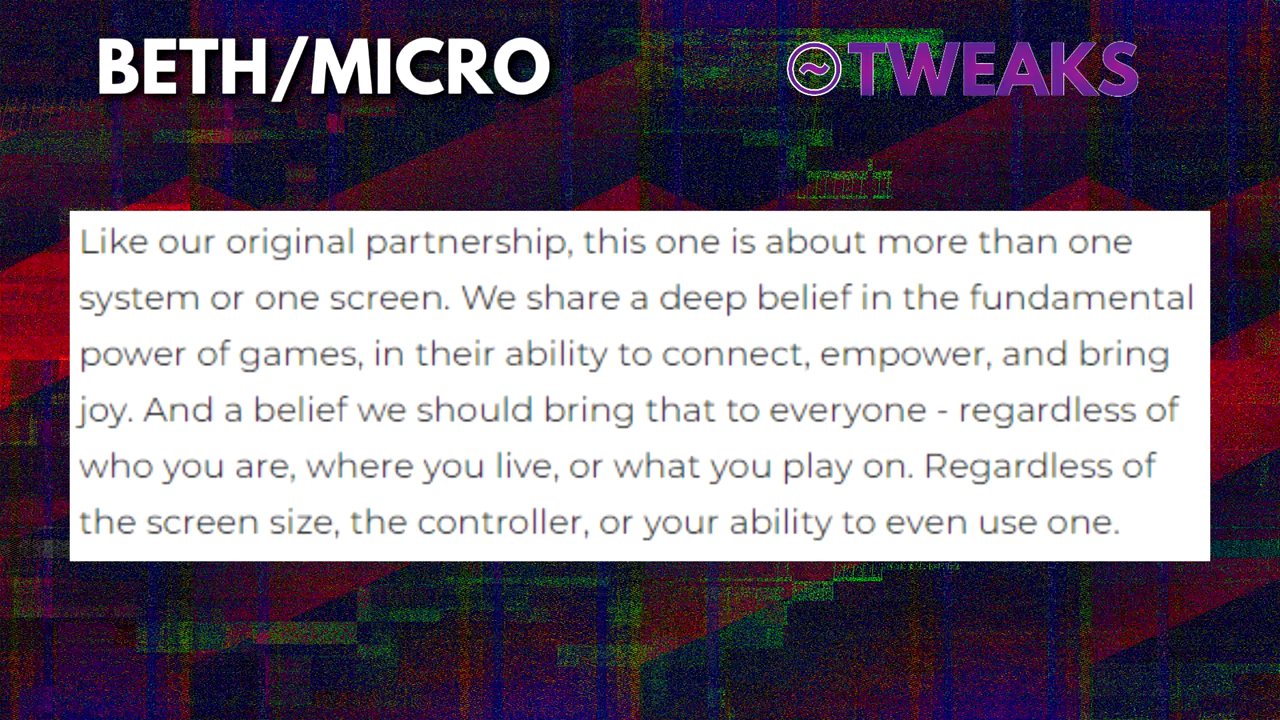 BETH/MICRO
TWEAKS
Like our original partnership, this one is about more than one
system or one screen. We share a deep belief in the fundamental
power of games, in their ability to connect, empower, and bring
joy. And a belief we should bring that to everyone - regardless of
who you are, where you live, or what you play on. Regardless of
the screen size, the controller, or your ability to even use one.